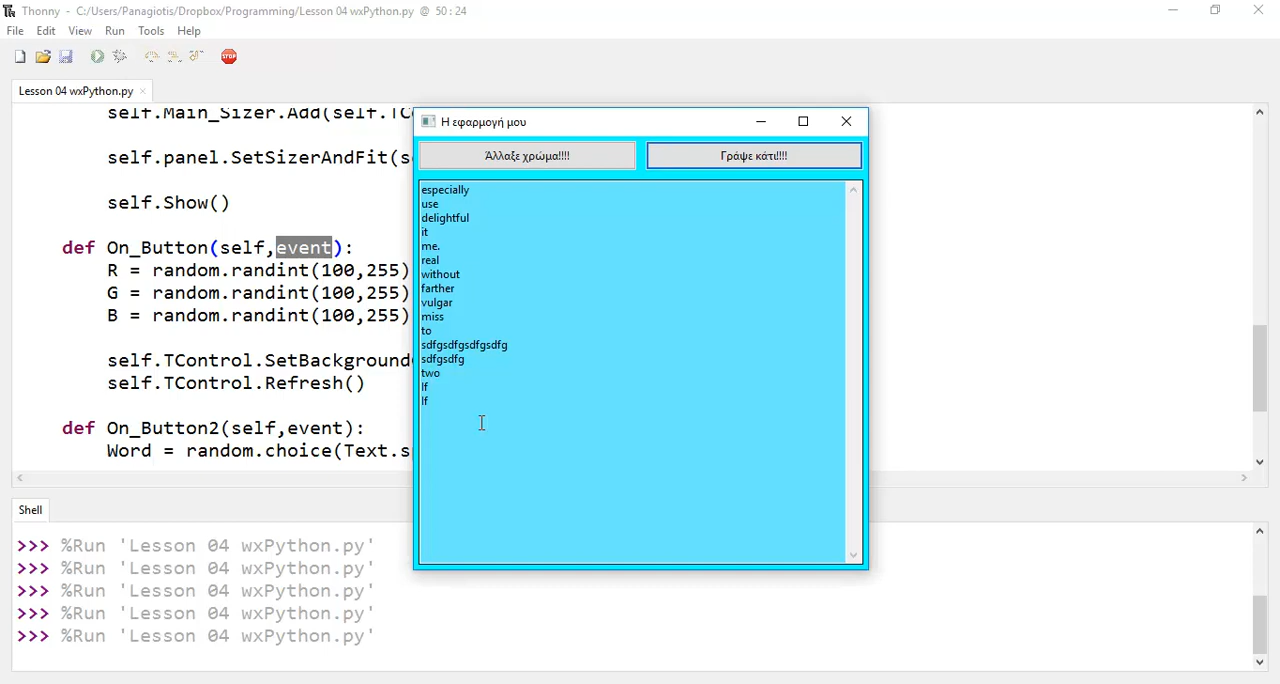 Thonny - C:/Users/Panagiotis/Dropbox/Programming/Lesson 04 wxPython.py @ 50 : 24
File Edit View Run Tools Help
STOP
Lesson 04 wxPython.py
self.Main_Sizer.Add(self.TC
self.panel.SetSizerAndFit(s
self.Show()
def On_Button(self,event):
R = random.randint(100,255)
G = random.randint(100,255)
B = random.randint(100,255)
self.TControl.SetBackground
self.TControl.Refresh()
def On_Button2(self,event):
Word = random.choice(Text.s
Η εφαρμογή μου
Άλλαξε χρώμα!!!! Γράψε κάτι!!!!
especially
use
delightful
it
me.
real
without
farther
vulgar
miss
to
sdfgsdfgsdfgsdfg
sdfgsdfg
two
If
If
Shell
>>> %Run 'Lesson 04 wxPython.py'
>>> %Run 'Lesson 04 wxPython.py'
>>> %Run 'Lesson 04 wxPython.py'
>>> %Run 'Lesson 04 wxPython.py'
>>> %Run 'Lesson 04 wxPython.py'